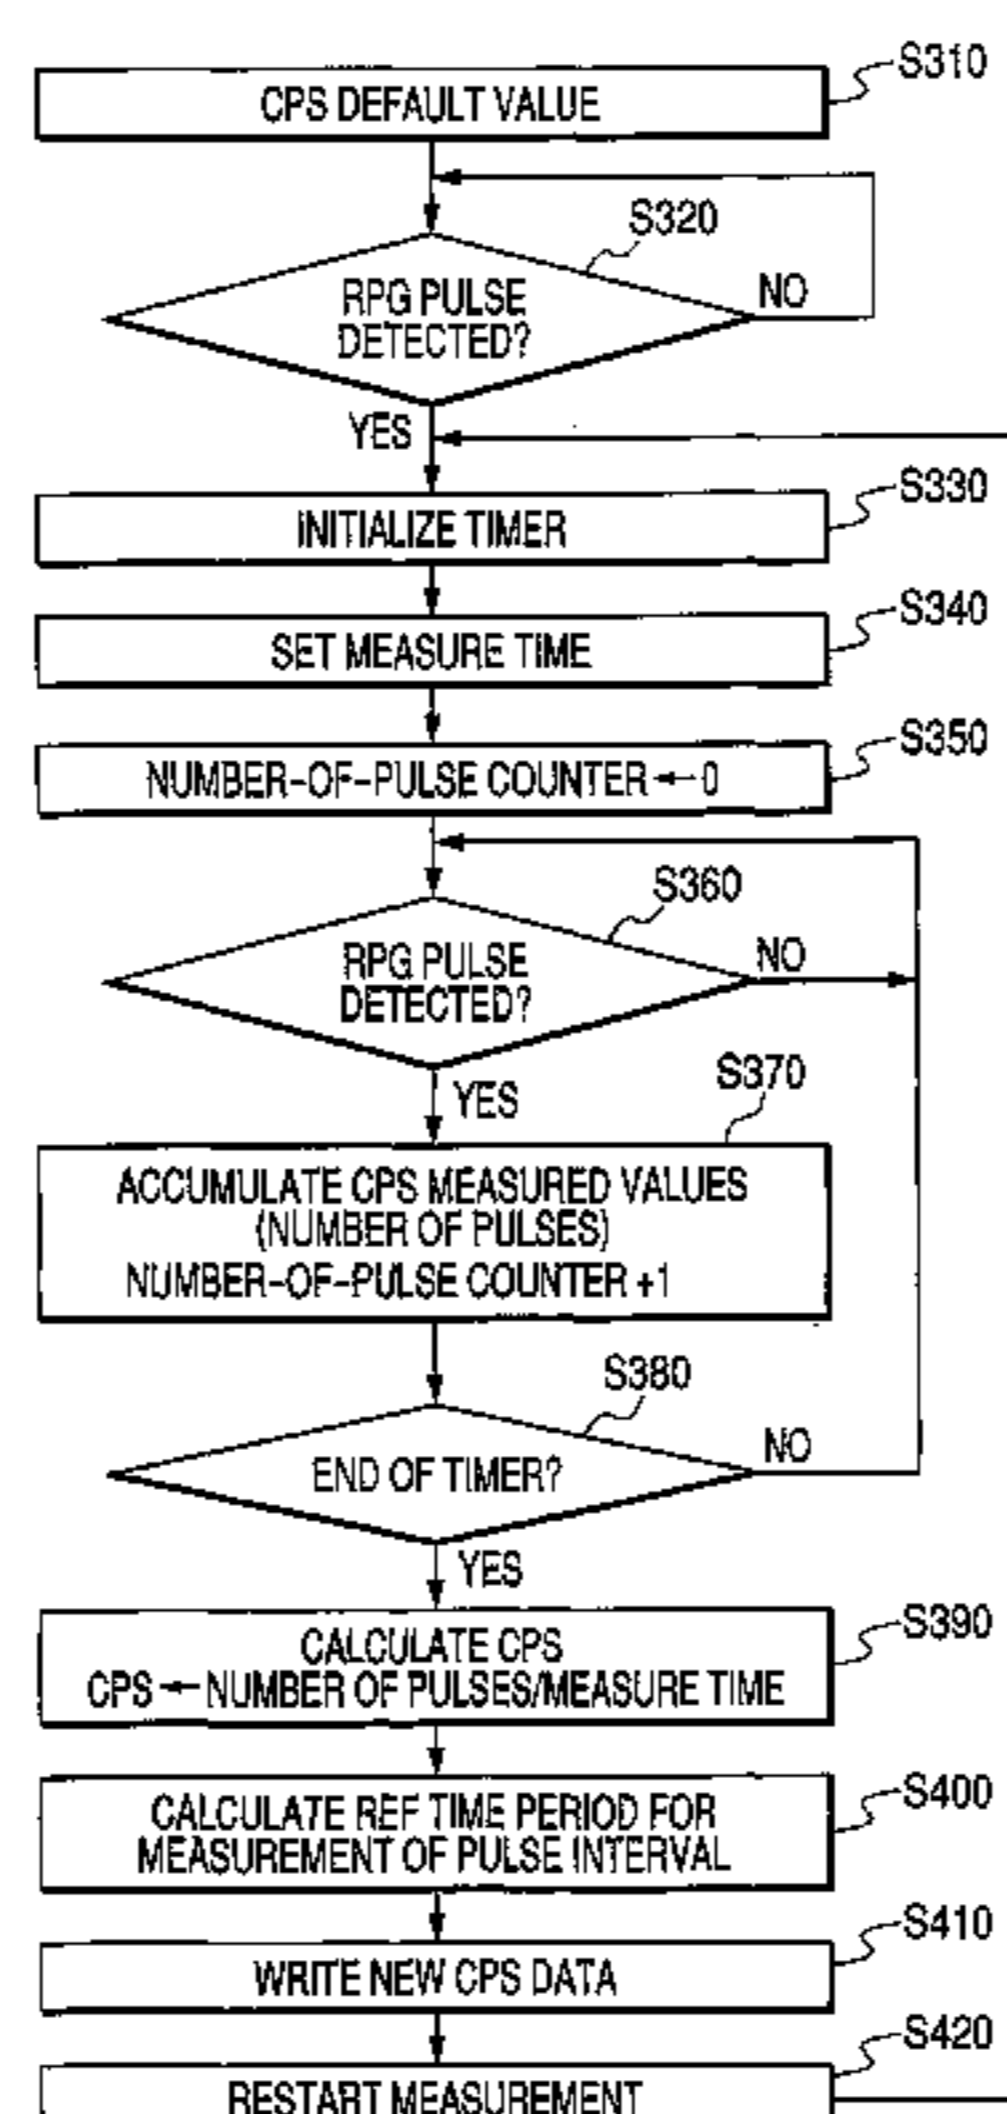 S310
CPS DEFAULT VALUE
S320
RPG PULSE
DETECTED?
NO
YES
S330
INITIALIZE TIMER
S340
SET MEASURE TIME
S350
NUMBER-OF-PULSE COUNTER ← 0
S360
RPG PULSE
DETECTED?
NO
YES
S370
ACCUMULATE CPS MEASURED VALUES
(NUMBER OF PULSES)
NUMBER-OF-PULSE COUNTER +1
S380
END OF TIMER?
NO
YES
S390
CALCULATE CPS
CPS ← NUMBER OF PULSES/MEASURE TIME
S400
CALCULATE REF TIME PERIOD FOR
MEASUREMENT OF PULSE INTERVAL
S410
WRITE NEW CPS DATA
S420
RESTART MEASUREMENT